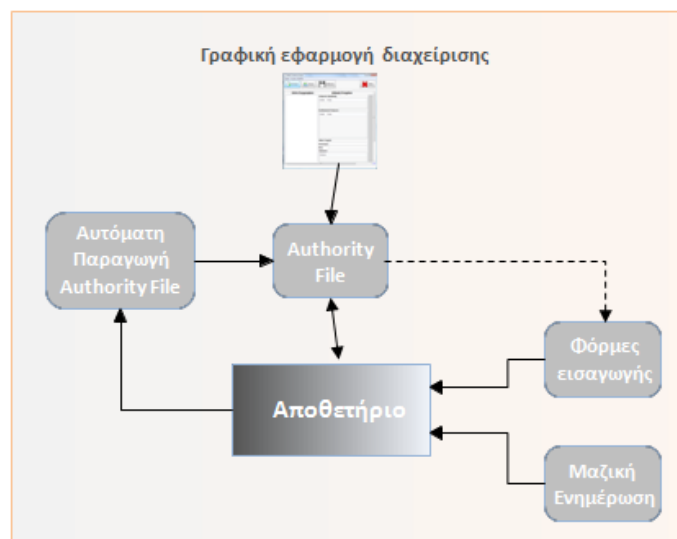 Γραφική εφαρμογή διαχείρισης
Αυτόματη
Παραγωγή
Authority File
Authority
File
Φόρμες
εισαγωγής
Αποθετήριο
Μαζική
Ενημέρωση